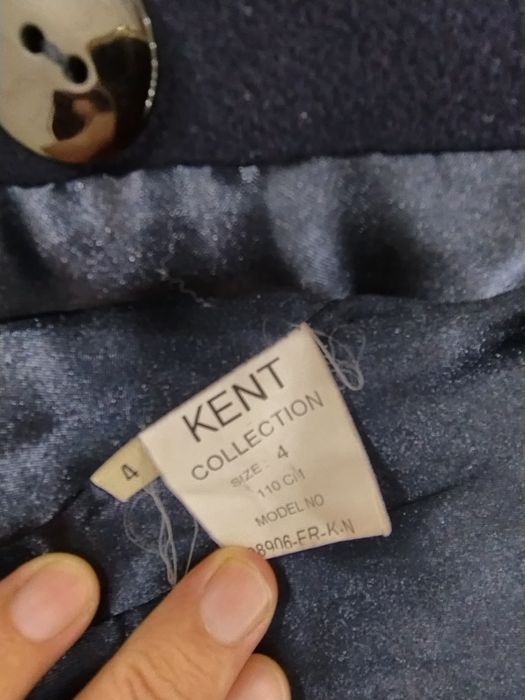 KENT
COLLECTION
SIZE: 4
110 CM
MODEL NO
8906-FR-K-N
4